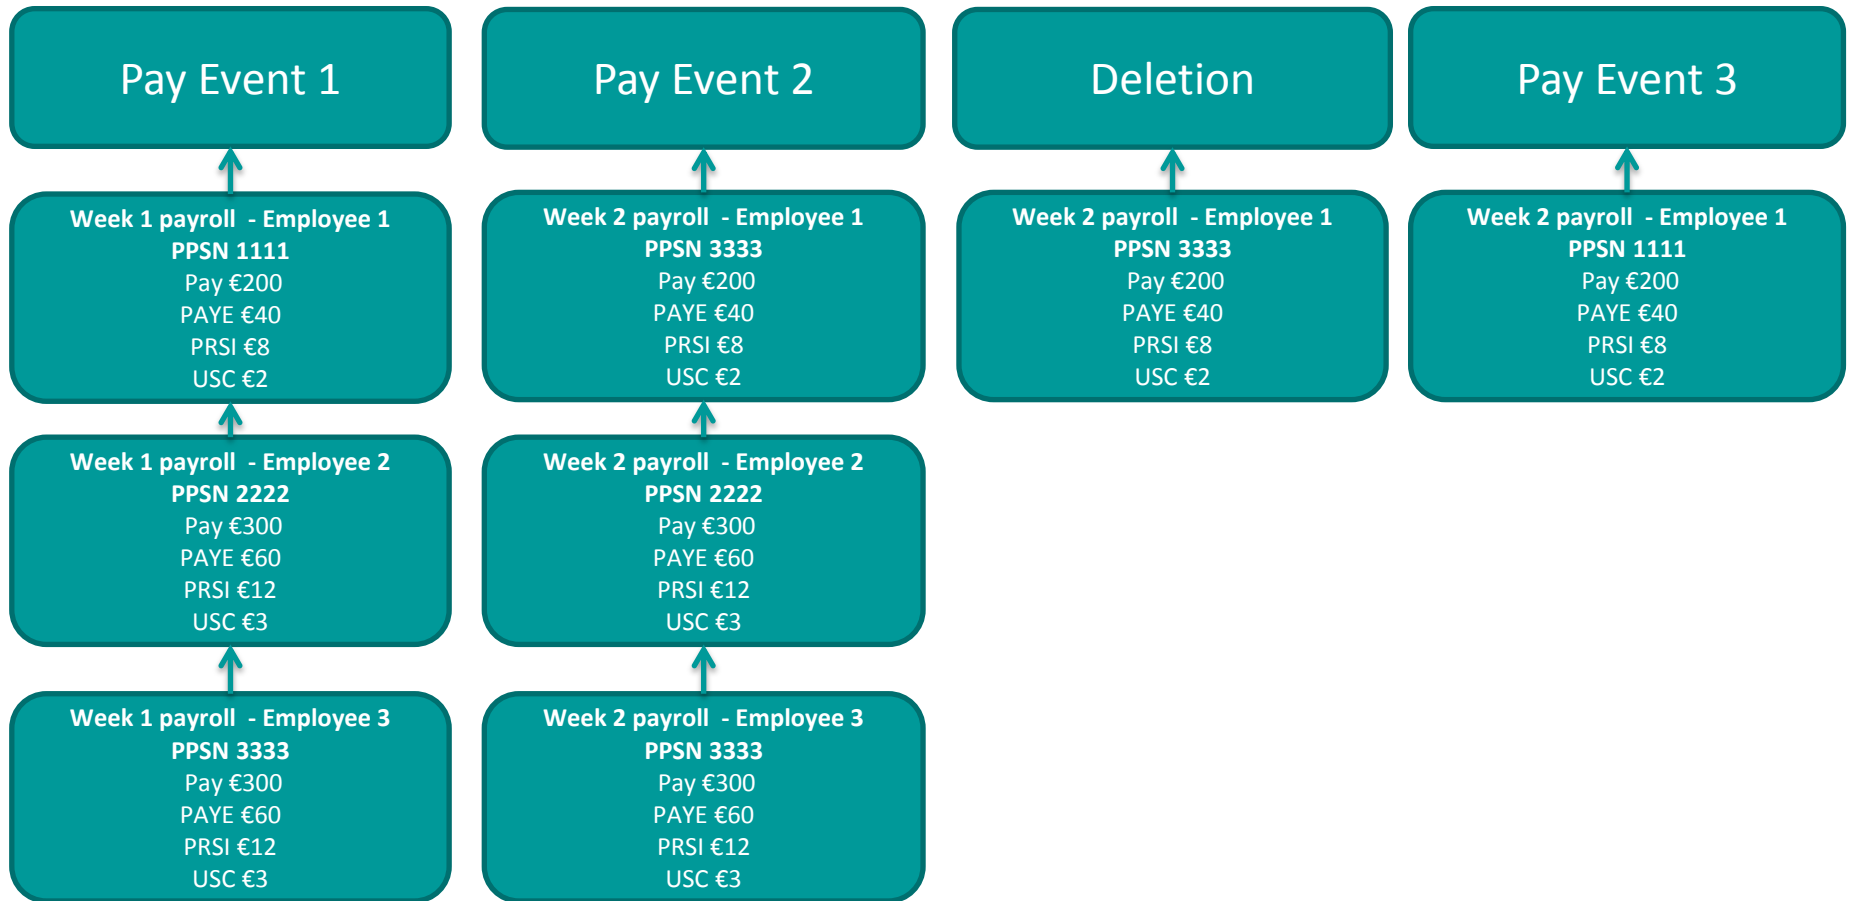 Pay Event 1
Week 1 payroll - Employee 1
PPSN 1111
Pay €200
PAYE €40
PRSI €8
USC €2
Week 1 payroll - Employee 2
PPSN 2222
Pay €300
PAYE €60
PRSI €12
USC €3
Week 1 payroll - Employee 3
PPSN 3333
Pay €300
PAYE €60
PRSI €12
USC €3
Pay Event 2
Week 2 payroll - Employee 1
PPSN 3333
Pay €200
PAYE €40
PRSI €8
USC €2
Week 2 payroll - Employee 2
PPSN 2222
Pay €300
PAYE €60
PRSI €12
USC €3
Week 2 payroll - Employee 3
PPSN 3333
Pay €300
PAYE €60
PRSI €12
USC €3
Deletion
Week 2 payroll - Employee 1
PPSN 3333
Pay €200
PAYE €40
PRSI €8
USC €2
Pay Event 3
Week 2 payroll - Employee 1
PPSN 1111
Pay €200
PAYE €40
PRSI €8
USC €2